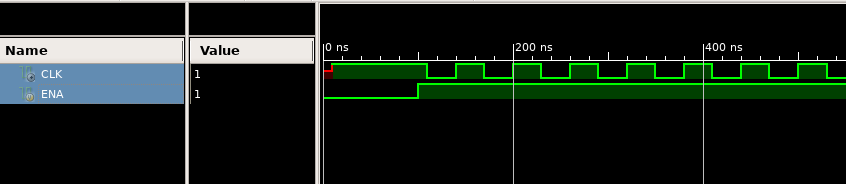 Name Value 0 ns 200 ns 400 ns
CLK 1
ENA 1